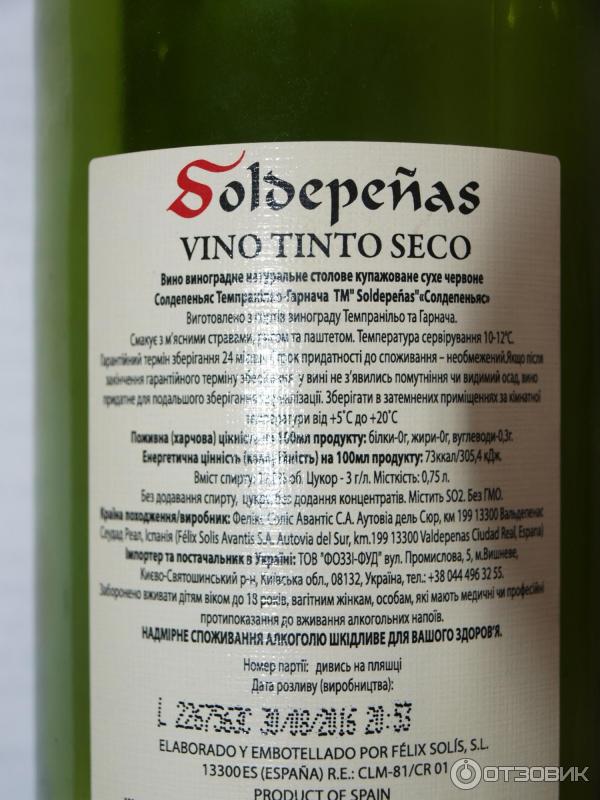 Soldepeñas
VINO TINTO SECO
Вино виноградне натуральне столове купажоване сухе червоне
Солдепеньяс Темпранільо-Гарнача ТМ" Soldepeñas"«Солдепеньяс»
Виготовлено з сортів винограду Темпранільо та Гарнача.
Смакує з м'ясними стравами, та паштетом. Температура сервірування 10-12°С.
Гарантійний термін зберігання 24 місяці. Строк придатності до споживання – необмежений.Якщо після
закінчення гарантійного терміну зберігання у вині не з'явились помутніння чи видимий осад, вино
придатне для подальшого зберігання та реалізації. Зберігати в затемнених приміщеннях за кімнатної
температури від +5˚С до +20˚С
Поживна (харчова) цінність на 100мл продукту: білки-0г, жири-0г, вуглеводи-0,3г.
Енергетична цінність (калорійність) на 100мл продукту: 73ккал/305,4 кДж.
Вміст спирту: об. Цукор - 3 г/л. Місткість: 0,75 л.
Без додавання спирту, цукру, без додання концентратів. Містить SO2. Без ГМО.
Країна походження/виробник: Фелікс Соліс Авантіс С.А. Аутовіа дель Сюр, км 199 13300 Вальдепенас
Сіудад Реал, Іспанія (Félix Solis Avantis S.A. Autovia del Sur, km.199 13300 Valdepenas Ciudad Real, Espana)
Імпортер та постачальник в Україні: ТОВ "ФОЗЗІ-ФУД" вул. Промислова, 5, м.Вишневе,
Києво-Святошинський р-н, Київська обл., 08132, Україна, тел.: +38 044 496 32 55.
Заборонено вживати дітям віком до 18 років, вагітним жінкам, особам, які мають медичні чи професійні
протипоказання до вживання алкогольних напоїв.
НАДМІРНЕ СПОЖИВАННЯ АЛКОГОЛЮ ШКІДЛИВЕ ДЛЯ ВАШОГО ЗДОРОВ'Я.
Номер партії: дивись на пляшці
Дата розливу (виробництва):
L 22675630 30/08/2016 20:53
ELABORADO Y EMBOTELLADO POR FÉLIX SOLÍS, S.L.
13300 ES (ESPAÑA) R.E.: CLM-81/CR 01
PRODUCT OF SPAIN
ОТЗОВИК